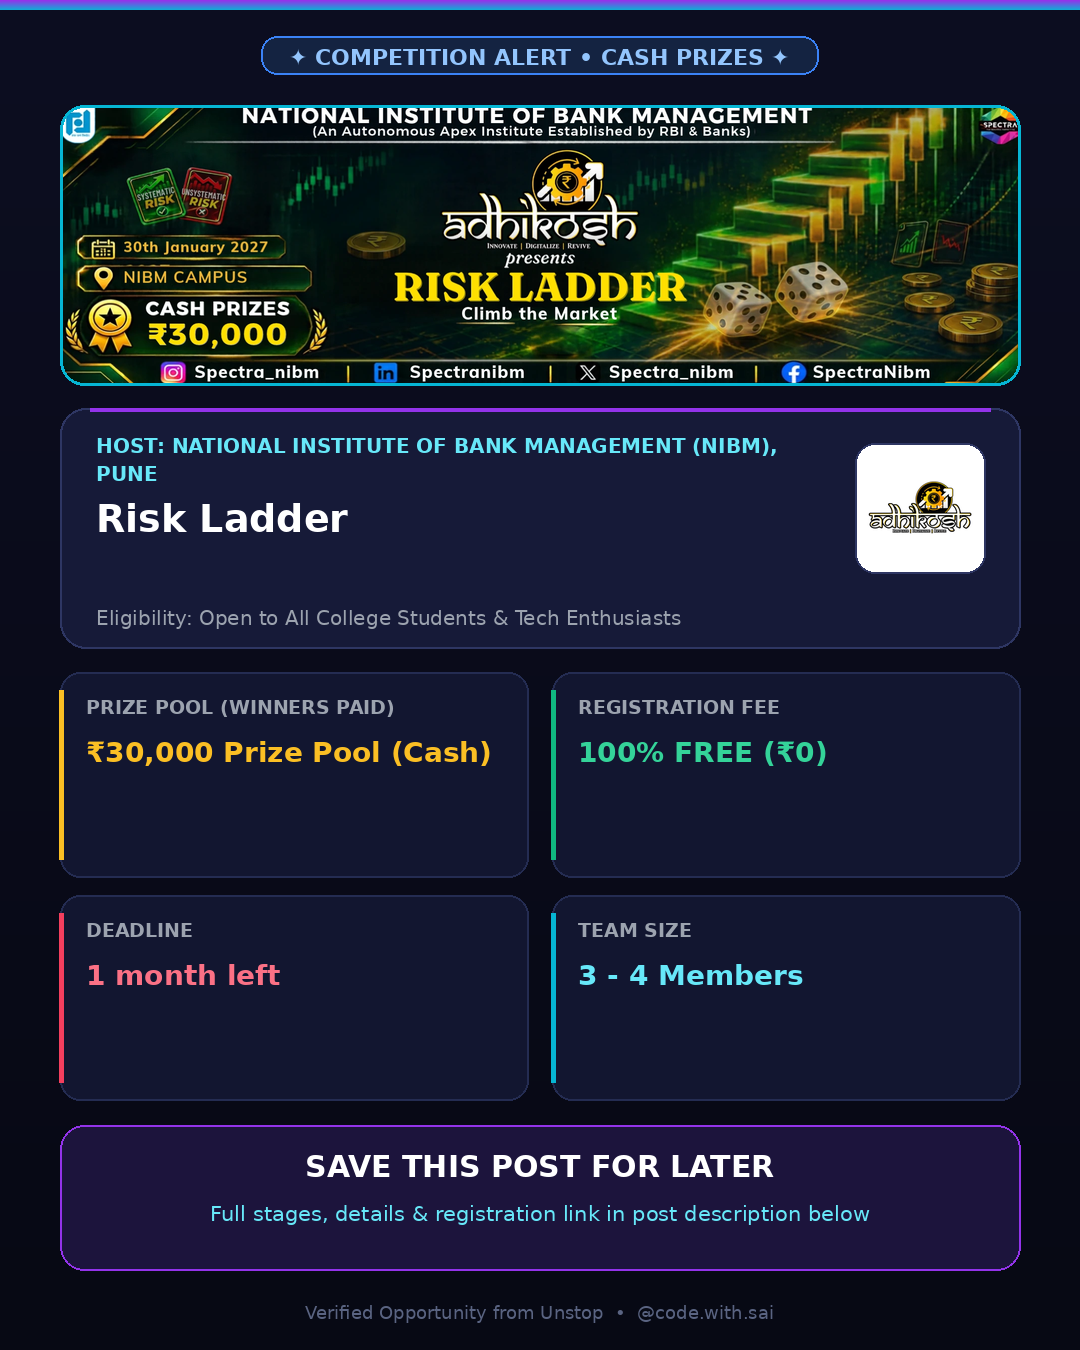 ✦ COMPETITION ALERT • CASH PRIZES ✦
NATIONAL INSTITUTE OF BANK MANAGEMENT
(An Autonomous Apex Institute Established by RBI & Banks)
SPECTRA
SYSTEMATIC RISK
UNSYSTEMATIC RISK
adhikosh
INNOVATE | DIGITALIZE | REVIVE
presents
RISK LADDER
Climb the Market
30th January 2027
NIBM CAMPUS
CASH PRIZES
₹30,000
Spectra_nibm | Spectranibm | Spectra_nibm | SpectraNibm
HOST: NATIONAL INSTITUTE OF BANK MANAGEMENT (NIBM),
PUNE
Risk Ladder
adhikosh
Eligibility: Open to All College Students & Tech Enthusiasts
PRIZE POOL (WINNERS PAID)
₹30,000 Prize Pool (Cash)
REGISTRATION FEE
100% FREE (₹0)
DEADLINE
1 month left
TEAM SIZE
3 - 4 Members
SAVE THIS POST FOR LATER
Full stages, details & registration link in post description below
Verified Opportunity from Unstop • @code.with.sai